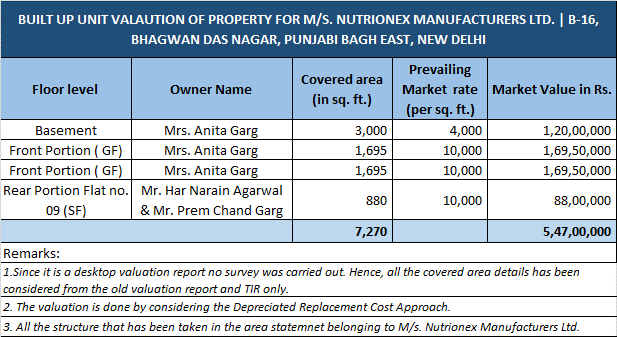 BUILT UP UNIT VALAUTION OF PROPERTY FOR M/S. NUTRIONEX MANUFACTURERS LTD. | B-16,
BHAGWAN DAS NAGAR, PUNJABI BAGH EAST, NEW DELHI
Floor level Owner Name Covered area (in sq. ft.) Prevailing Market rate (per sq. ft.) Market Value in Rs.
Basement Mrs. Anita Garg 3,000 4,000 1,20,00,000
Front Portion ( GF) Mrs. Anita Garg 1,695 10,000 1,69,50,000
Front Portion ( GF) Mrs. Anita Garg 1,695 10,000 1,69,50,000
Rear Portion Flat no. 09 (SF) Mr. Har Narain Agarwal & Mr. Prem Chand Garg 880 10,000 88,00,000
7,270 5,47,00,000
Remarks:
1.Since it is a desktop valuation report no survey was carried out. Hence, all the covered area details has been
considered from the old valuation report and TIR only.
2. The valuation is done by considering the Depreciated Replacement Cost Approach.
3. All the structure that has been taken in the area statemnet belonging to M/s. Nutrionex Manufacturers Ltd.